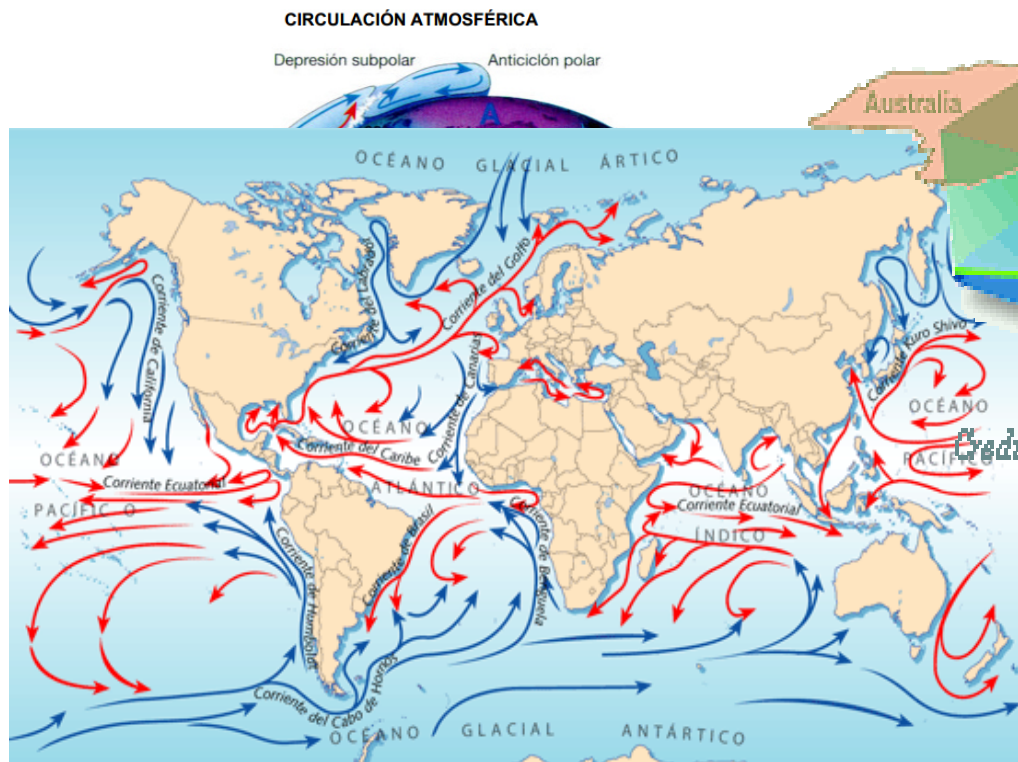 CIRCULACIÓN ATMOSFÉRICA
Depresión subpolar
Anticiclón polar
A
Australia
OCÉANO GLACIAL ÁRTICO
Corriente del Labrador
Corriente del Golfo
Corriente de California
Corriente de Canarias
Corriente Kuro Shivo
OCÉANO
PACÍFICO
OCÉANO
ATLÁNTICO
Corriente del Caribe
OCÉANO
PACÍFICO
Corriente Ecuatorial
OCÉANO
Corriente Ecuatorial
ÍNDICO
Corriente de Brasil
Corriente de Benguela
Corriente de Humboldt
Corriente del Cabo de Hornos
OCÉANO GLACIAL ANTÁRTICO